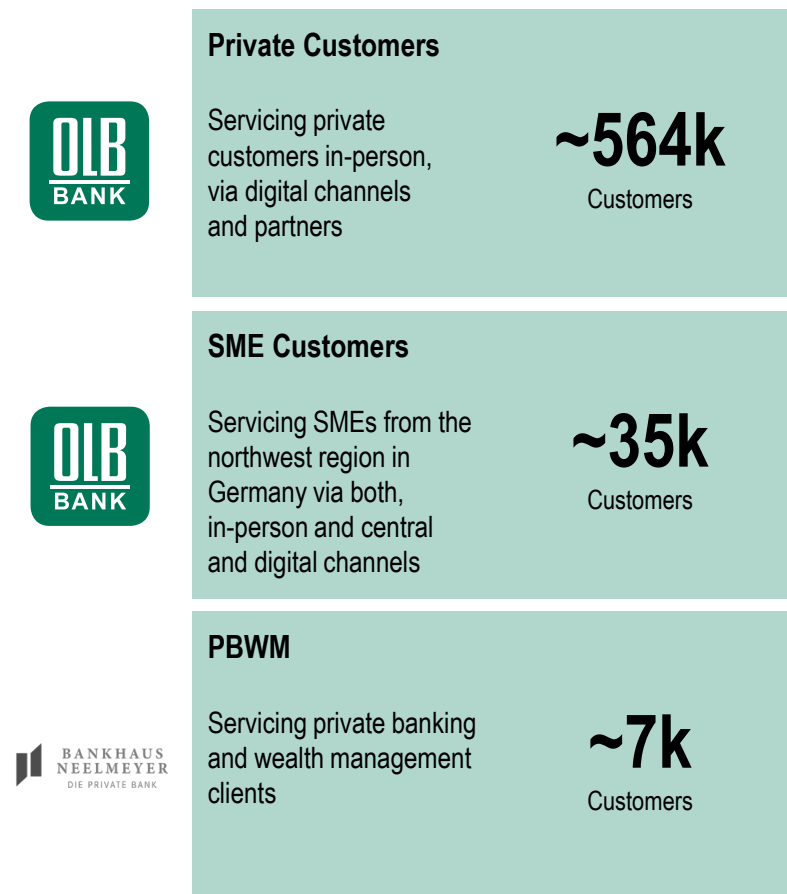 Private Customers
OLB
BANK
Servicing private
customers in-person,
via digital channels
and partners
~564k
Customers
SME Customers
OLB
BANK
Servicing SMEs from the
northwest region in
Germany via both,
in-person and central
and digital channels
~35k
Customers
PBWM
BANKHAUS
NEELMEYER
DIE PRIVATE BANK
Servicing private banking
and wealth management
clients
~7k
Customers